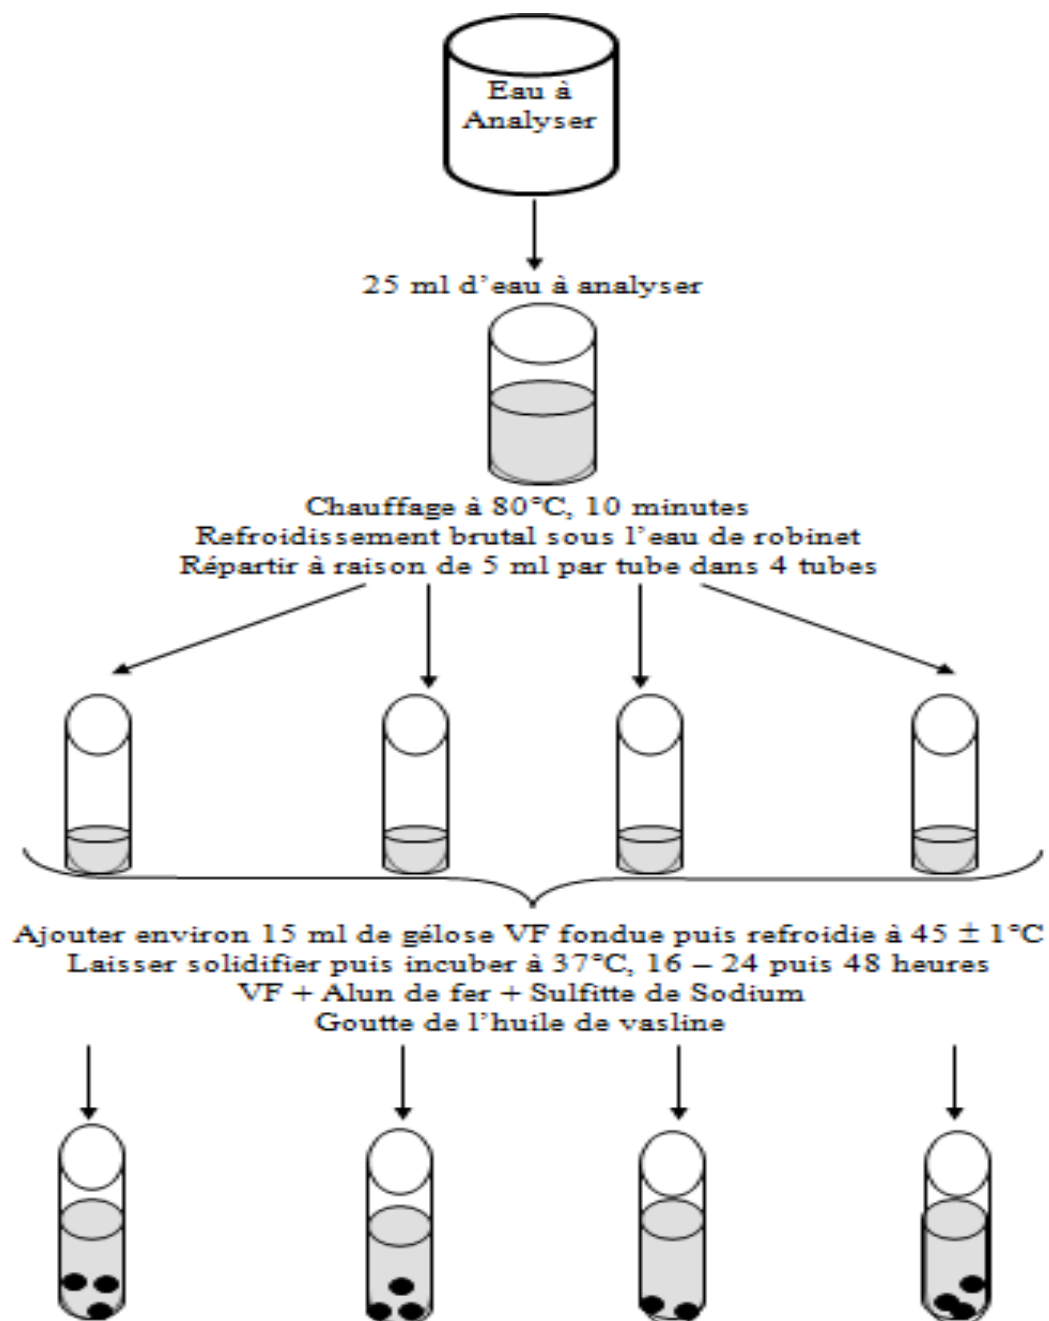 Eau à
Analyser
25 ml d'eau à analyser
Chauffage à 80°C, 10 minutes
Refroidissement brutal sous l'eau de robinet
Répartir à raison de 5 ml par tube dans 4 tubes
Ajouter environ 15 ml de gélose VF fondue puis refroidie à 45 ± 1°C
Laisser solidifier puis incuber à 37°C, 16 – 24 puis 48 heures
VF + Alun de fer + Sulfitte de Sodium
Goutte de l'huile de vasline